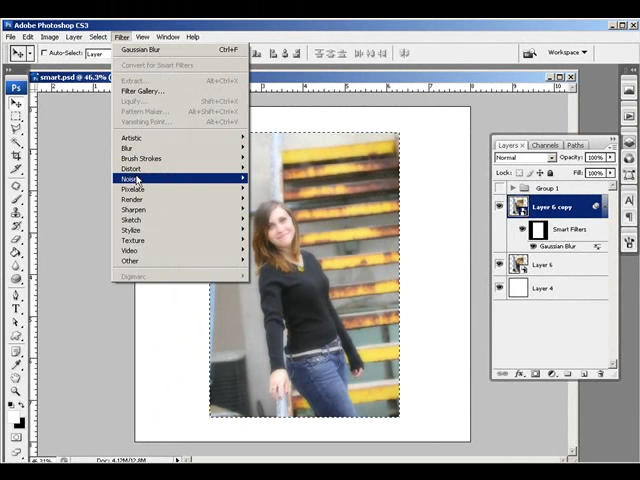 Adobe Photoshop CS3
File Edit Image Layer Select Filter View Window Help
Auto-Select: Layer
Workspace
smart.psd @ 46.3%
Gaussian Blur Ctrl+F
Convert for Smart Filters
Extract... Alt+Ctrl+X
Filter Gallery...
Liquify... Shift+Ctrl+X
Pattern Maker... Alt+Shift+Ctrl+X
Vanishing Point... Alt+Ctrl+V
Artistic
Blur
Brush Strokes
Distort
Noise
Pixelate
Render
Sharpen
Sketch
Stylize
Texture
Video
Other
Digimarc
Ps
Layers Channels Paths
Normal Opacity: 100%
Lock: Fill: 100%
Group 1
Layer 6 copy
Smart Filters
Gaussian Blur
Layer 6
Layer 4
Doc: 4.12M/12.8M